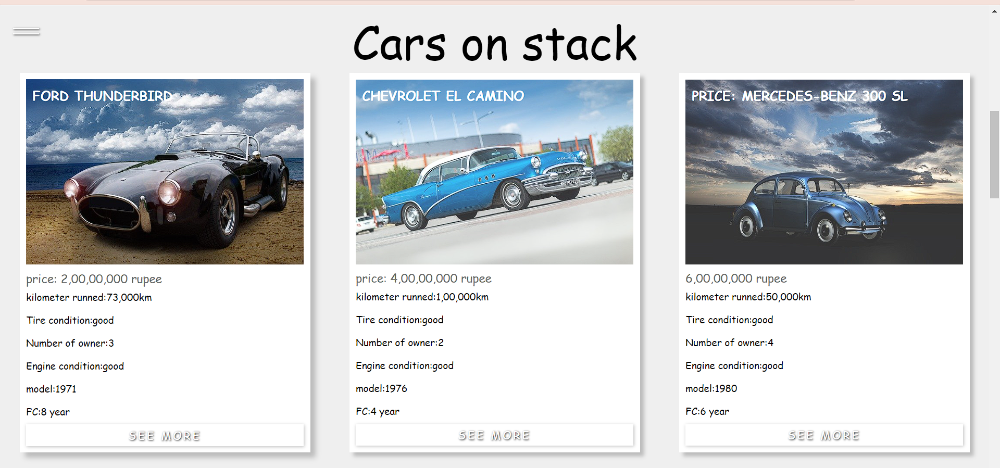 Cars on stack
FORD THUNDERBIRD
price: 2,00,00,000 rupee
kilometer runned:73,000km
Tire condition:good
Number of owner:3
Engine condition:good
model:1971
FC:8 year
SEE MORE
CHEVROLET EL CAMINO
price: 4,00,00,000 rupee
kilometer runned:1,00,000km
Tire condition:good
Number of owner:2
Engine condition:good
model:1976
FC:4 year
SEE MORE
PRICE: MERCEDES-BENZ 300 SL
6,00,00,000 rupee
kilometer runned:50,000km
Tire condition:good
Number of owner:4
Engine condition:good
model:1980
FC:6 year
SEE MORE